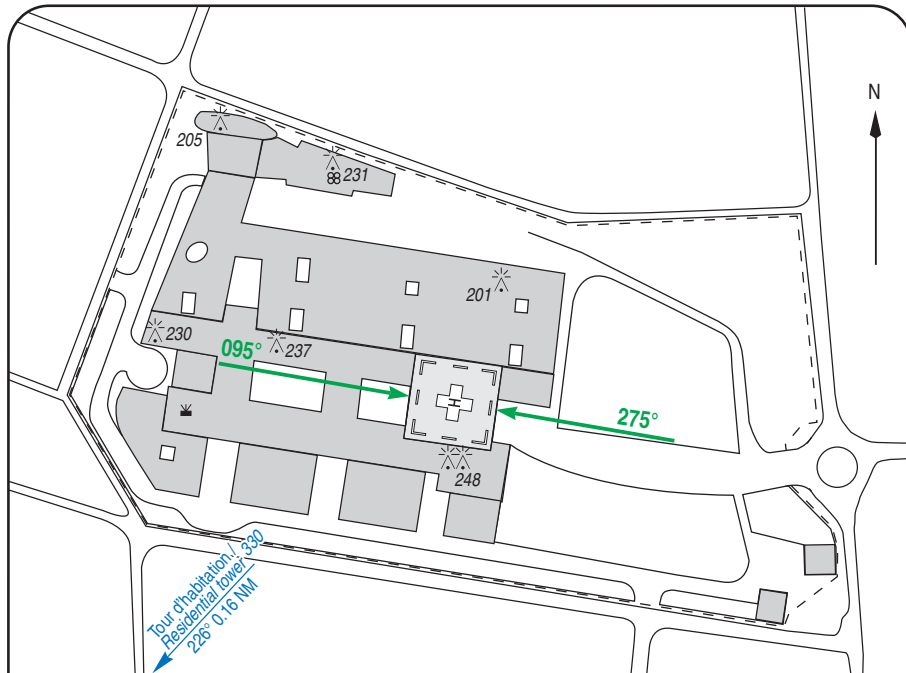 N
205
231
201
230
237
095°
H
275°
248
Tour d'habitation /
Residential tower 330
226° 0.16 NM